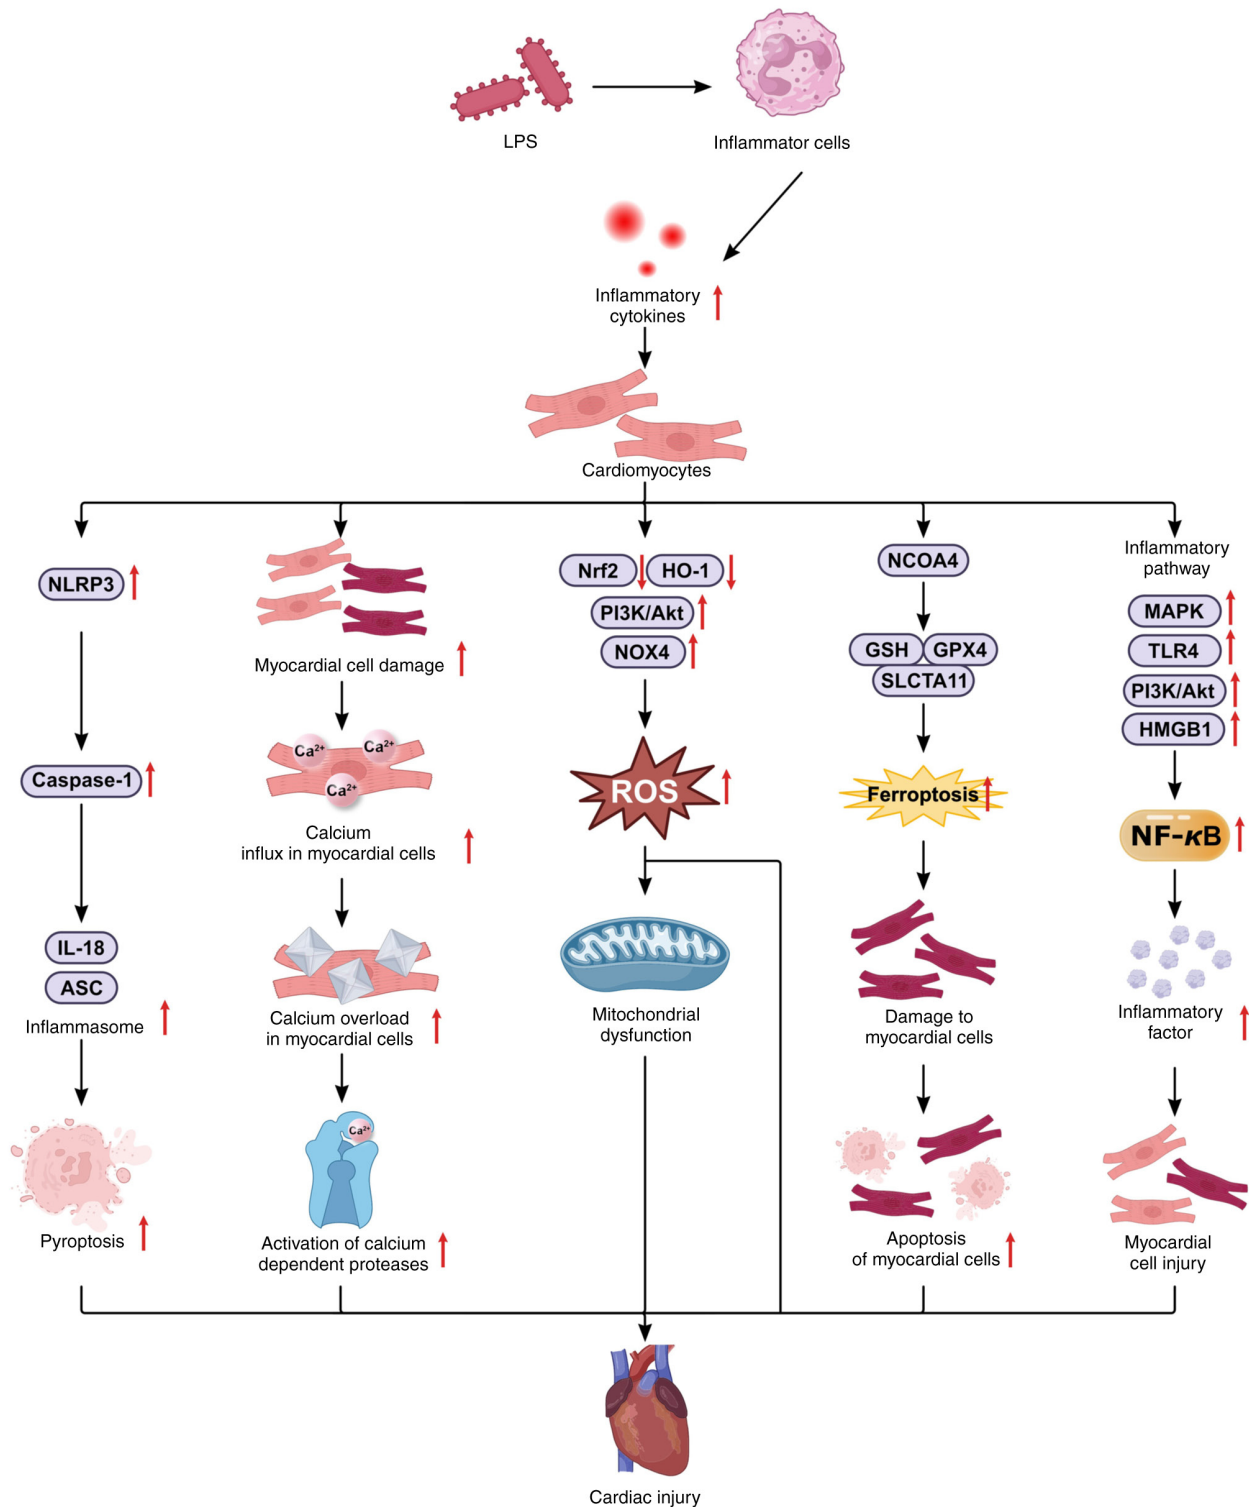 LPS
Inflammator cells
Inflammatory
cytokines
Cardiomyocytes
NLRP3
Caspase-1
IL-18
ASC
Inflammasome
Pyroptosis
Myocardial cell damage
Ca²⁺ Ca²⁺
Ca²⁺
Calcium
influx in myocardial cells
Calcium overload
in myocardial cells
Ca²⁺
Activation of calcium
dependent proteases
Nrf2 HO-1
PI3K/Akt
NOX4
ROS
Mitochondrial
dysfunction
NCOA4
GSH GPX4
SLCTA11
Ferroptosis
Damage to
myocardial cells
Apoptosis
of myocardial cells
Inflammatory
pathway
MAPK
TLR4
PI3K/Akt
HMGB1
NF-κB
Inflammatory
factor
Myocardial
cell injury
Cardiac injury